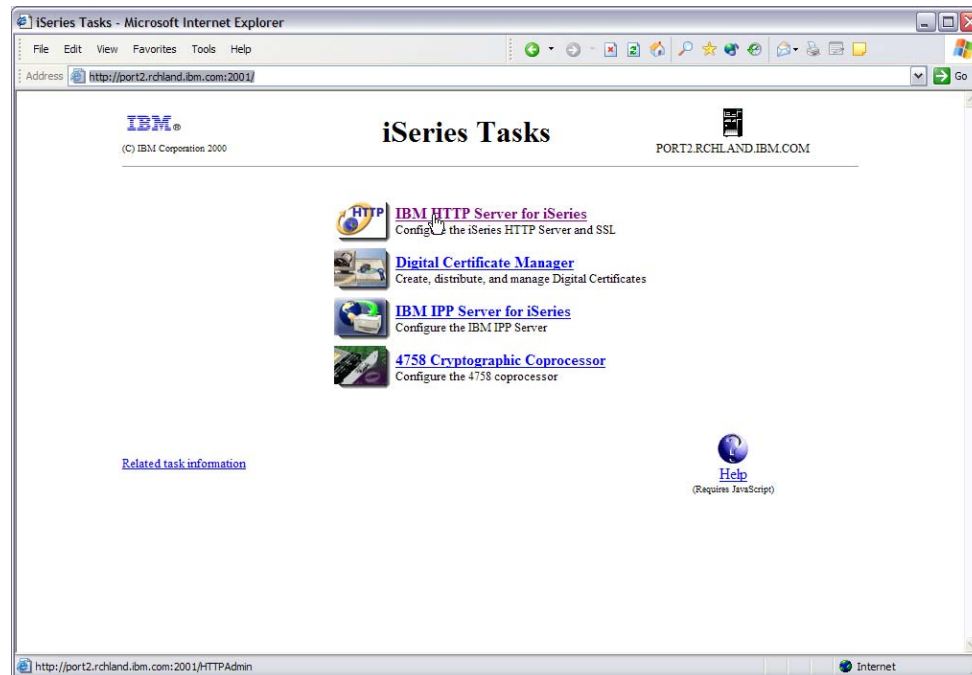 iSeries Tasks - Microsoft Internet Explorer
File Edit View Favorites Tools Help
Address http://port2.rchland.ibm.com:2001/ Go
IBM®
(C) IBM Corporation 2000
iSeries Tasks
PORT2.RCHLAND.IBM.COM
HTTP
IBM HTTP Server for iSeries
Configure the iSeries HTTP Server and SSL
Digital Certificate Manager
Create, distribute, and manage Digital Certificates
IBM IPP Server for iSeries
Configure the IBM IPP Server
4758 Cryptographic Coprocessor
Configure the 4758 coprocessor
Related task information
Help
(Requires JavaScript)
http://port2.rchland.ibm.com:2001/HTTPAdmin Internet